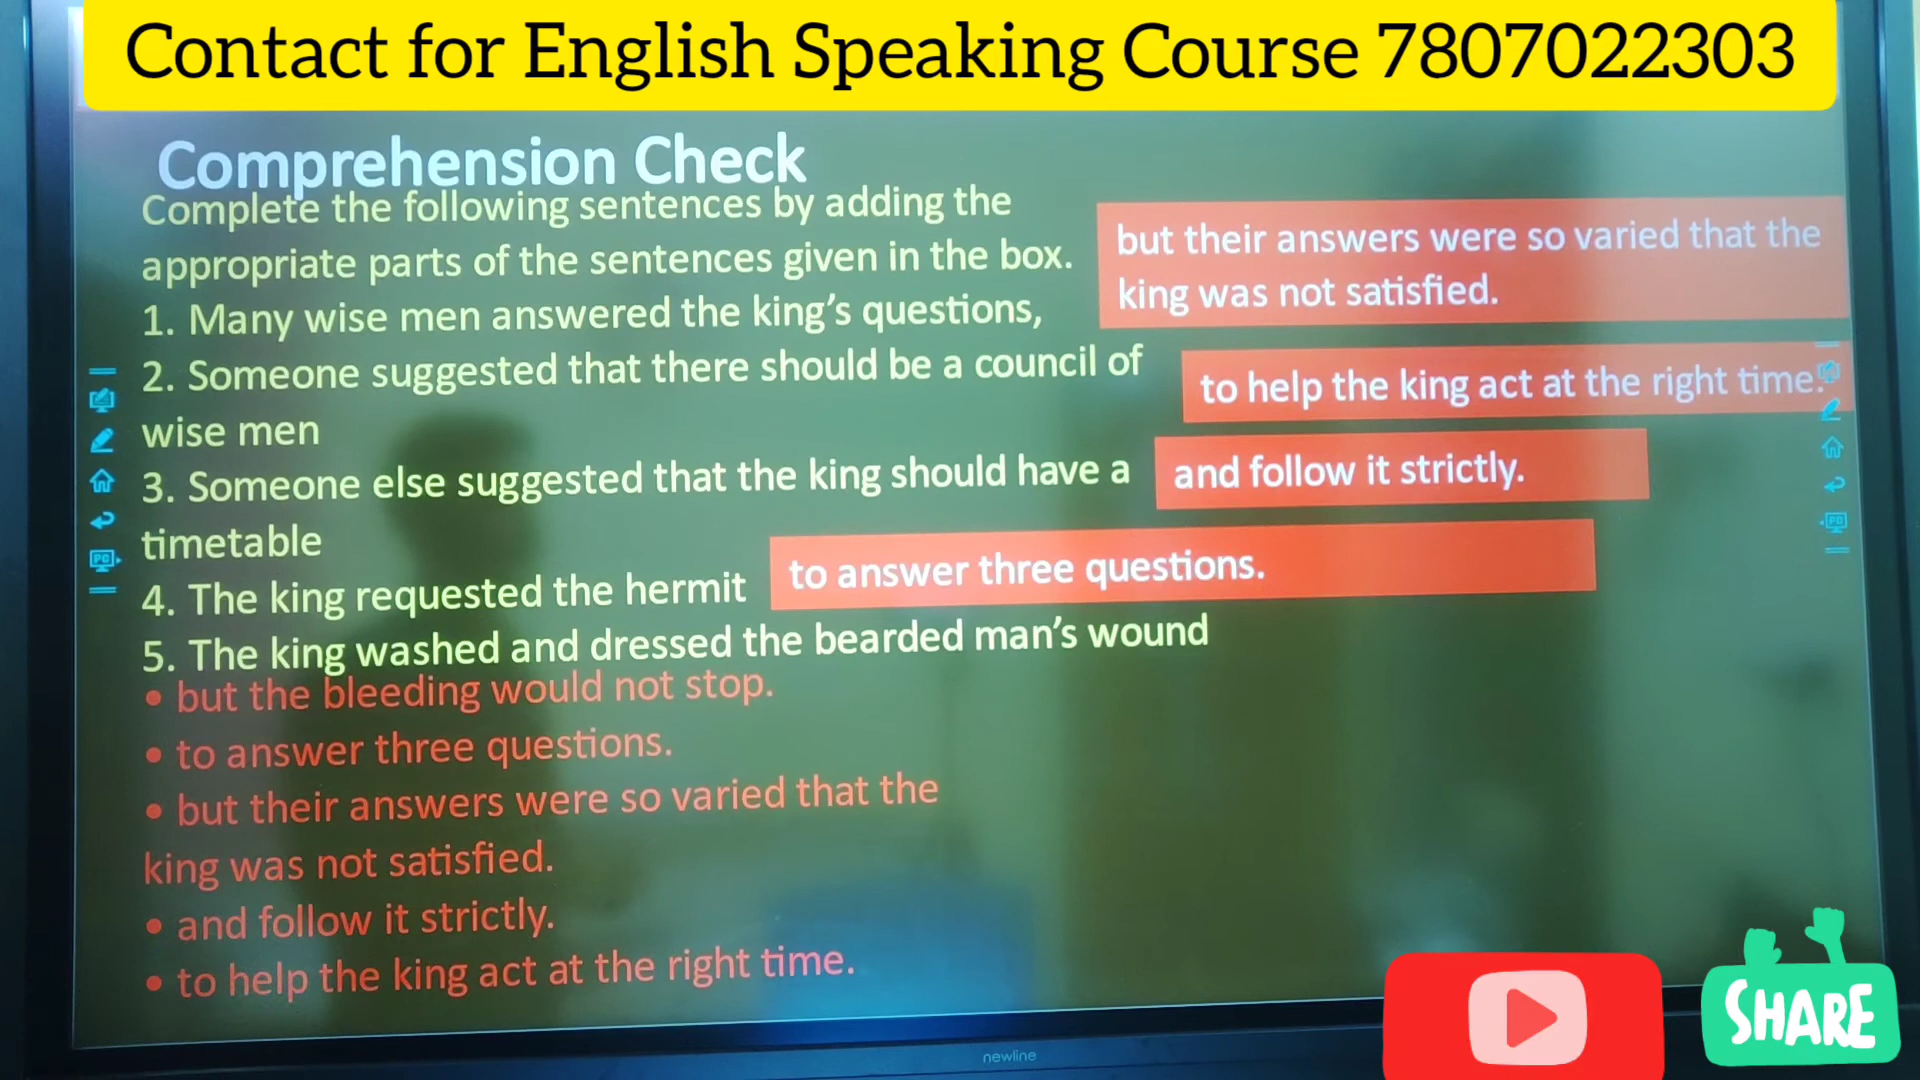 Contact for English Speaking Course 7807022303
Comprehension Check
Complete the following sentences by adding the
appropriate parts of the sentences given in the box.
1. Many wise men answered the king's questions,
but their answers were so varied that the
king was not satisfied.
2. Someone suggested that there should be a council of
wise men
to help the king act at the right time.
3. Someone else suggested that the king should have a
timetable
and follow it strictly.
4. The king requested the hermit
to answer three questions.
5. The king washed and dressed the bearded man's wound
• but the bleeding would not stop.
• to answer three questions.
• but their answers were so varied that the
king was not satisfied.
• and follow it strictly.
• to help the king act at the right time.
PC
PC
newline
SHARE